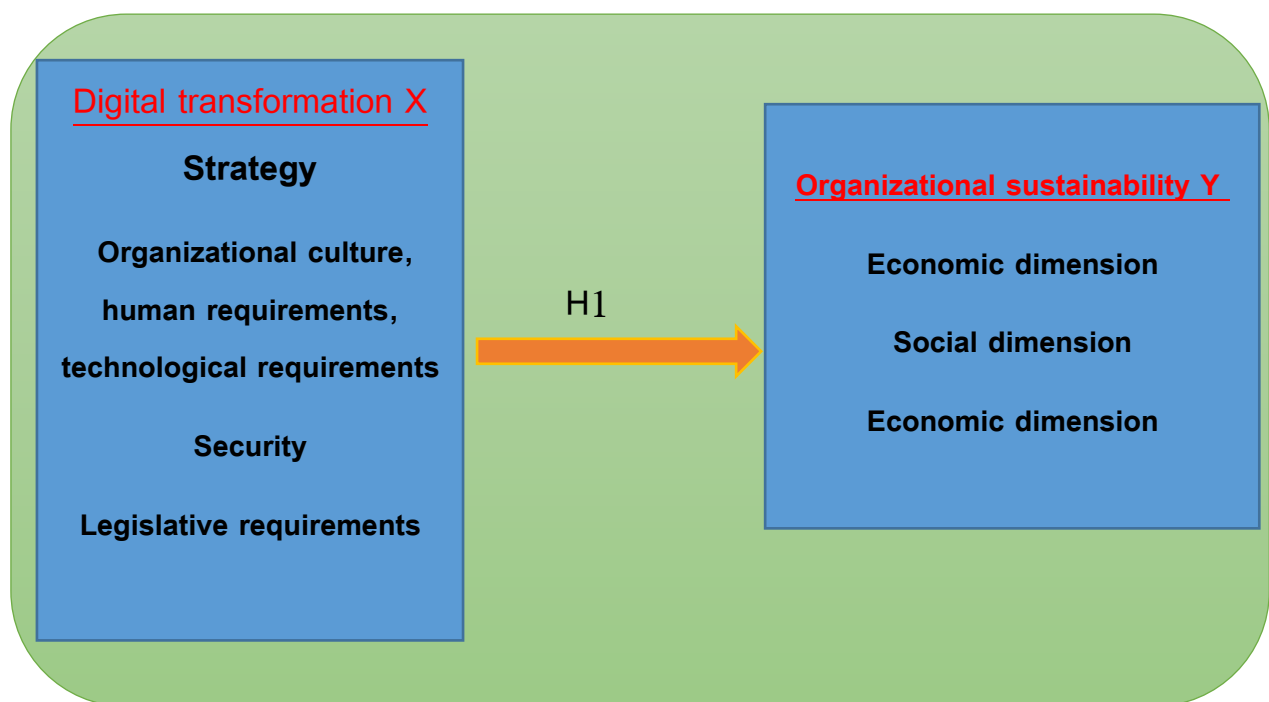 Digital transformation X
Strategy
Organizational culture,
human requirements,
technological requirements
Security
Legislative requirements
H1
Organizational sustainability Y
Economic dimension
Social dimension
Economic dimension